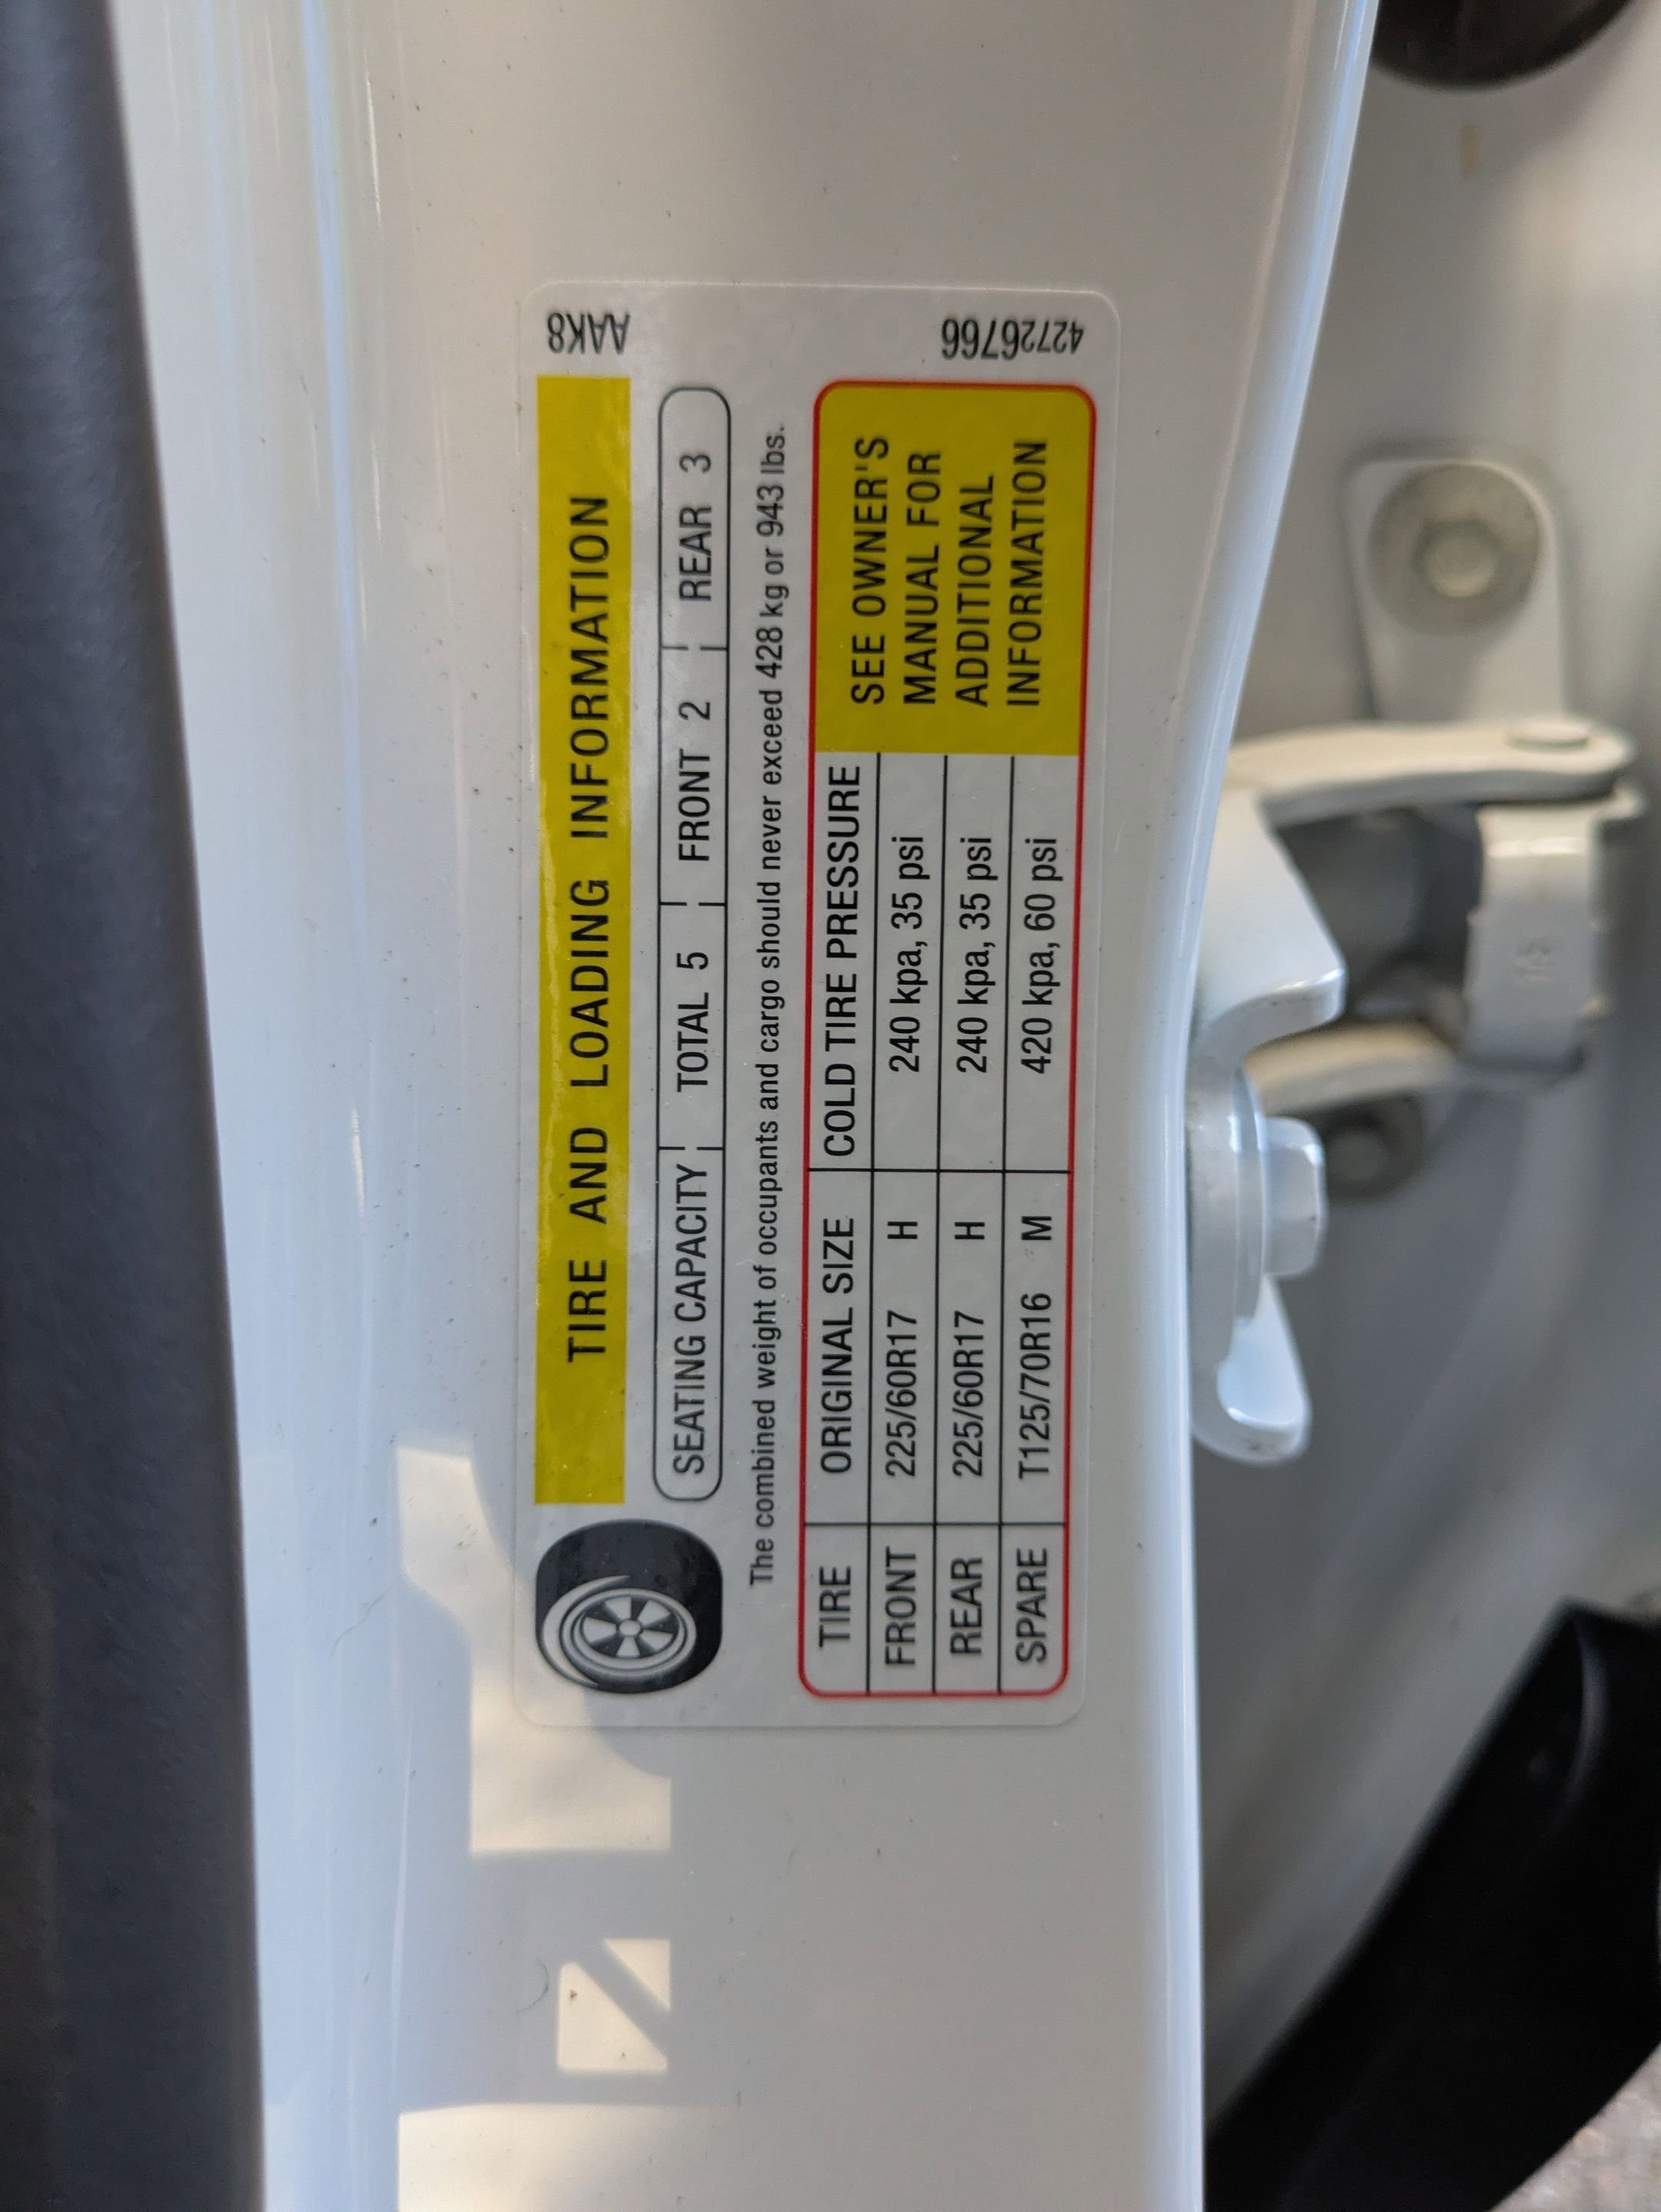 TIRE AND LOADING INFORMATION
AAK8
SEATING CAPACITY TOTAL 5 FRONT 2 REAR 3
The combined weight of occupants and cargo should never exceed 428 kg or 943 lbs.
TIRE ORIGINAL SIZE COLD TIRE PRESSURE
FRONT 225/60R17 H 240 kpa, 35 psi
REAR 225/60R17 H 240 kpa, 35 psi
SPARE T125/70R16 M 420 kpa, 60 psi
SEE OWNER'S
MANUAL FOR
ADDITIONAL
INFORMATION
42726766